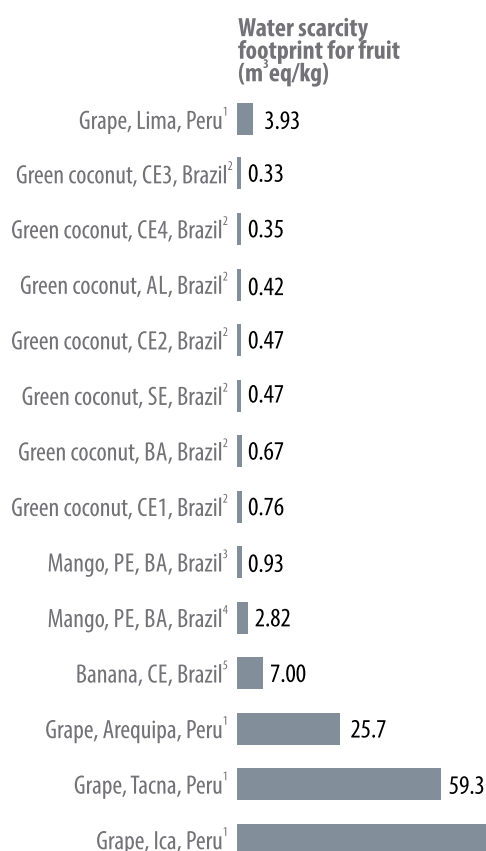 Water scarcity
footprint for fruit
(m³eq/kg)
Grape, Lima, Peru¹ 3.93
Green coconut, CE3, Brazil² 0.33
Green coconut, CE4, Brazil² 0.35
Green coconut, AL, Brazil² 0.42
Green coconut, CE2, Brazil² 0.47
Green coconut, SE, Brazil² 0.47
Green coconut, BA, Brazil² 0.67
Green coconut, CE1, Brazil² 0.76
Mango, PE, BA, Brazil³ 0.93
Mango, PE, BA, Brazil⁴ 2.82
Banana, CE, Brazil⁵ 7.00
Grape, Arequipa, Peru¹ 25.7
Grape, Tacna, Peru¹ 59.3
Grape, Ica, Peru¹